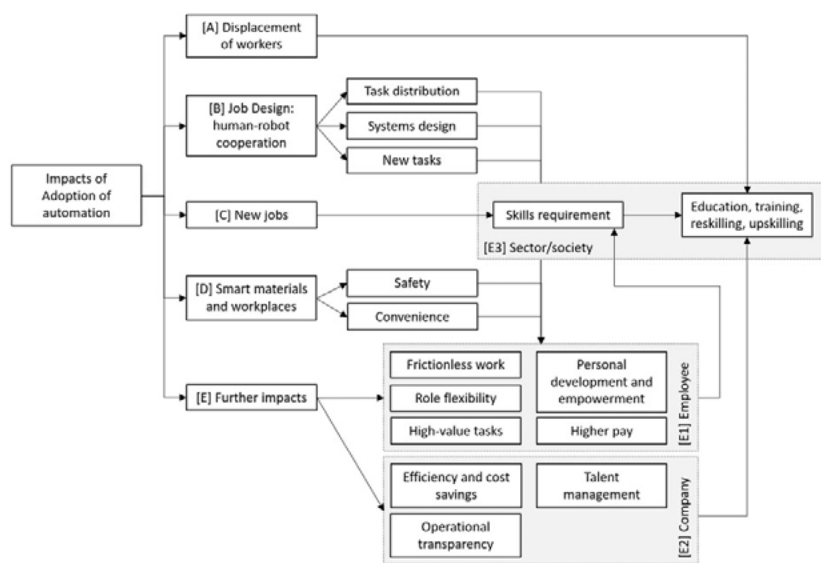 [A] Displacement
of workers
[B] Job Design:
human-robot
cooperation
Task distribution
Systems design
New tasks
Impacts of
Adoption of
automation
[C] New jobs
Skills requirement
Education, training,
reskilling, upskilling
[E3] Sector/society
[D] Smart materials
and workplaces
Safety
Convenience
[E] Further impacts
Frictionless work
Role flexibility
High-value tasks
Personal
development and
empowerment
Higher pay
[E1] Employee
Efficiency and cost
savings
Operational
transparency
Talent
management
[E2] Company